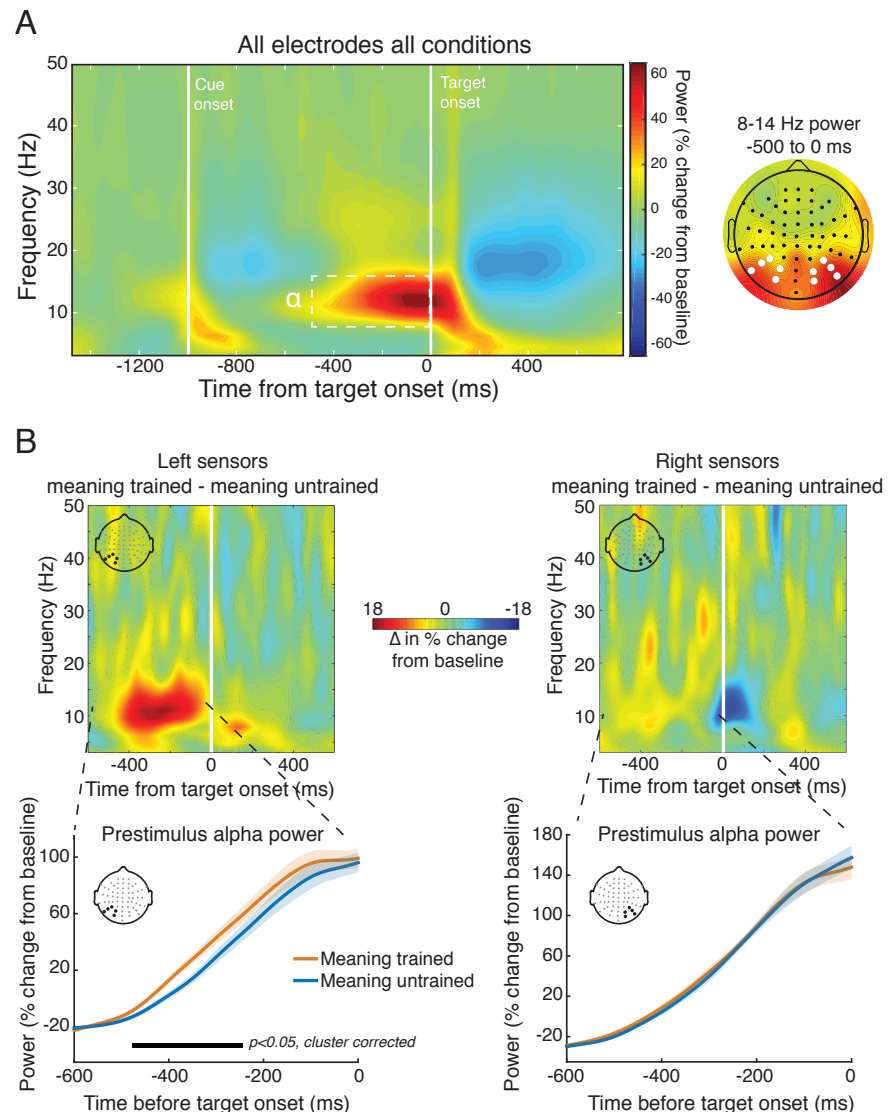 A
All electrodes all conditions
50
40
30
20
10
Frequency (Hz)
Cue
onset
Target
onset
α
-1200
-800
-400
0
400
Time from target onset (ms)
60
40
20
0
-20
-40
-60
Power (% change from baseline)
8-14 Hz power
-500 to 0 ms
B
Left sensors
meaning trained - meaning untrained
50
40
30
20
10
Frequency (Hz)
-400
0
400
Time from target onset (ms)
18
0
-18
Δ in % change
from baseline
Right sensors
meaning trained - meaning untrained
50
40
30
20
10
Frequency (Hz)
-400
0
400
Time from target onset (ms)
Prestimulus alpha power
100
60
20
-20
Power (% change from baseline)
Meaning trained
Meaning untrained
p<0.05, cluster corrected
-600
-400
-200
0
Time before target onset (ms)
Prestimulus alpha power
180
140
100
60
20
-20
Power (% change from baseline)
-600
-400
-200
0
Time before target onset (ms)